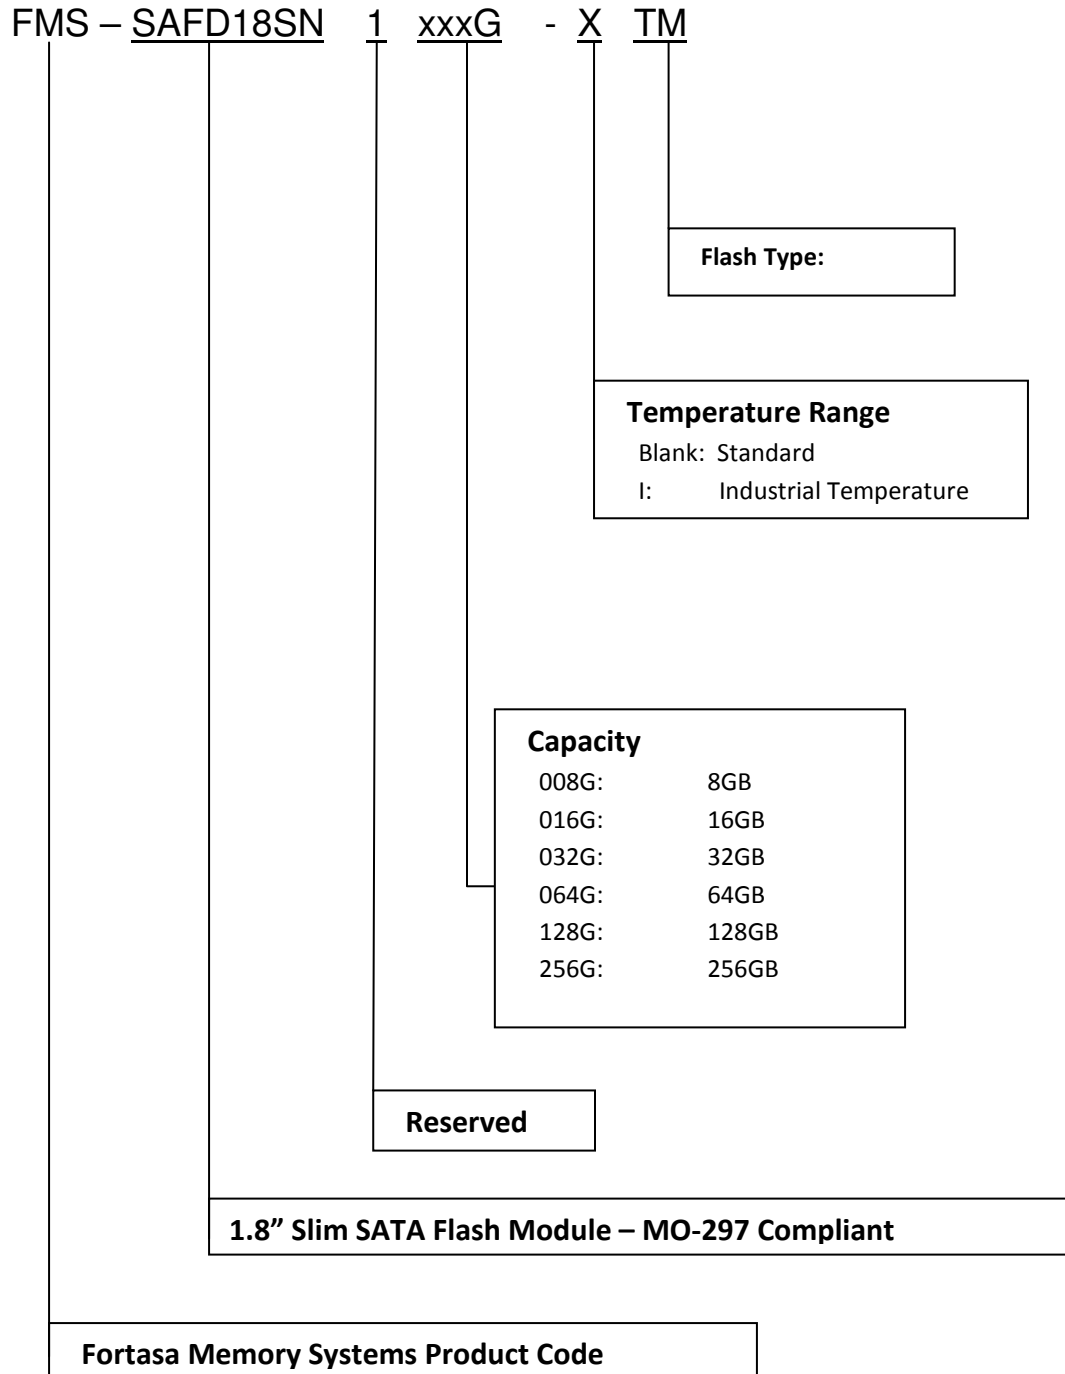 FMS – SAFD18SN 1 xxxG - X TM
Flash Type:
Temperature Range
Blank: Standard
I: Industrial Temperature
Capacity
008G: 8GB
016G: 16GB
032G: 32GB
064G: 64GB
128G: 128GB
256G: 256GB
Reserved
1.8” Slim SATA Flash Module – MO-297 Compliant
Fortasa Memory Systems Product Code